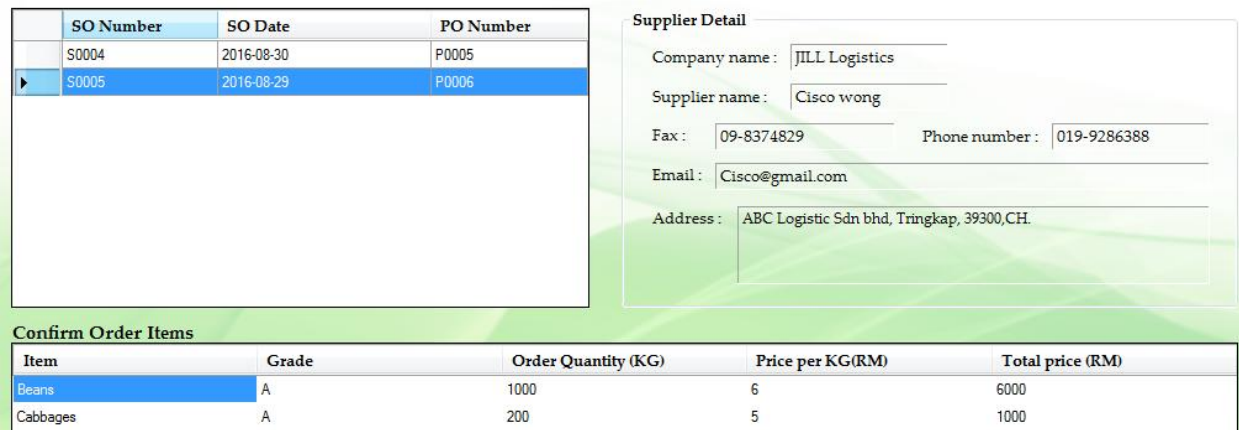 SO Number SO Date PO Number
S0004 2016-08-30 P0005
S0005 2016-08-29 P0006
Supplier Detail
Company name : JILL Logistics
Supplier name : Cisco wong
Fax : 09-8374829 Phone number : 019-9286388
Email : Cisco@gmail.com
Address : ABC Logistic Sdn bhd, Tringkap, 39300,CH.
Confirm Order Items
Item Grade Order Quantity (KG) Price per KG(RM) Total price (RM)
Beans A 1000 6 6000
Cabbages A 200 5 1000